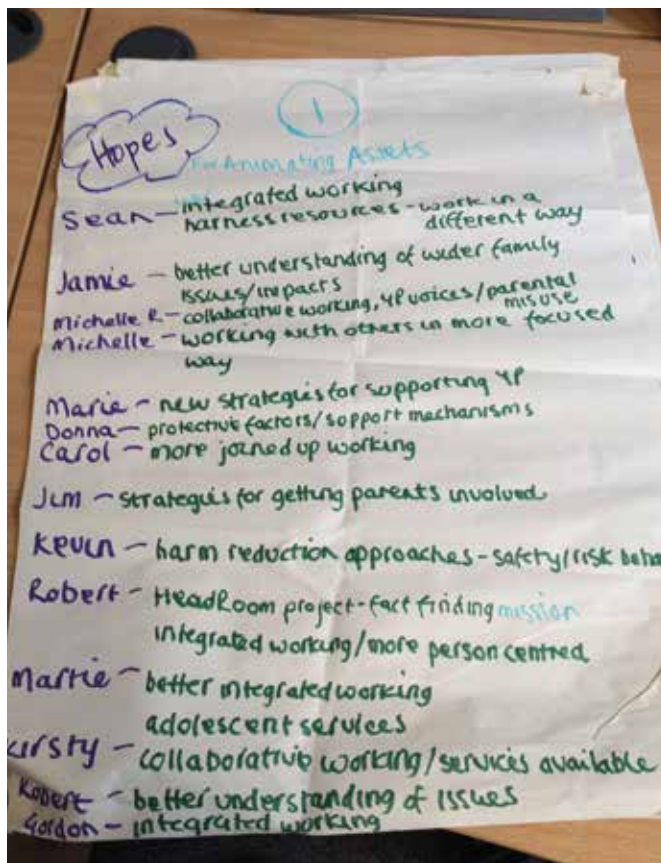 1
Hopes
For Animating Assets
Sean - integrated working
harness resources - work in a
different way
Jamie - better understanding of wider family
issues/impacts
Michelle R - collaborative working, YP voices/parental
misuse
Michelle - working with others in more focused
way
Marie - new strategies for supporting YP
Donna - protective factors/support mechanisms
Carol - more joined up working
Jim - strategies for getting parents involved
Kevin - harm reduction approaches - safety/risk beha
Robert - HeadRoom project - fact finding mission
integrated working/more person centred
Martie - better integrated working
adolescent services
irsty - collaborative working/services available
Robert - better understanding of issues
Gordon - integrated working